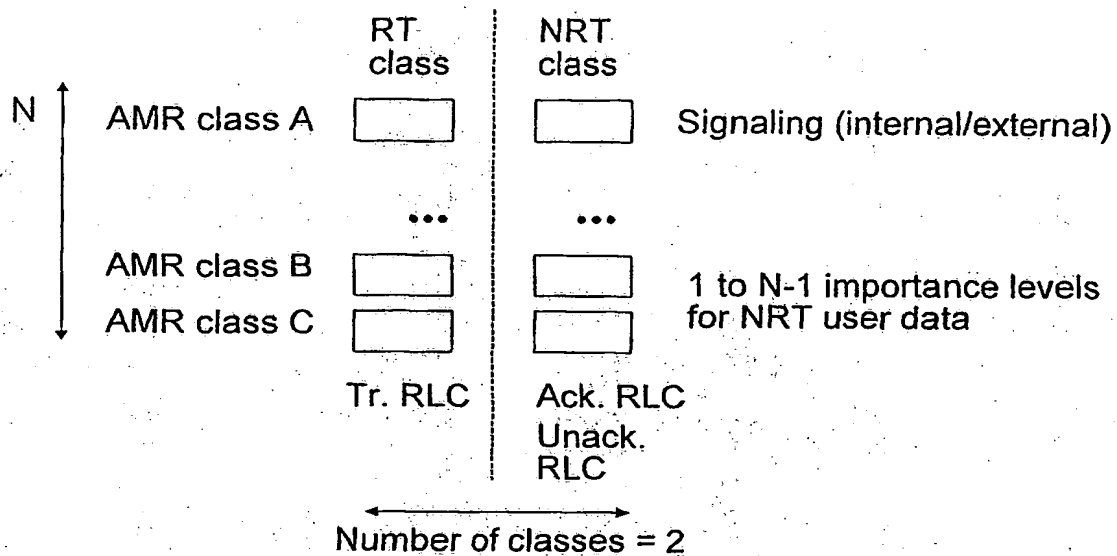 RT
class
NRT
class
N
AMR class A
Signaling (internal/external)
...
...
AMR class B
AMR class C
1 to N-1 importance levels
for NRT user data
Tr. RLC
Ack. RLC
Unack.
RLC
Number of classes = 2